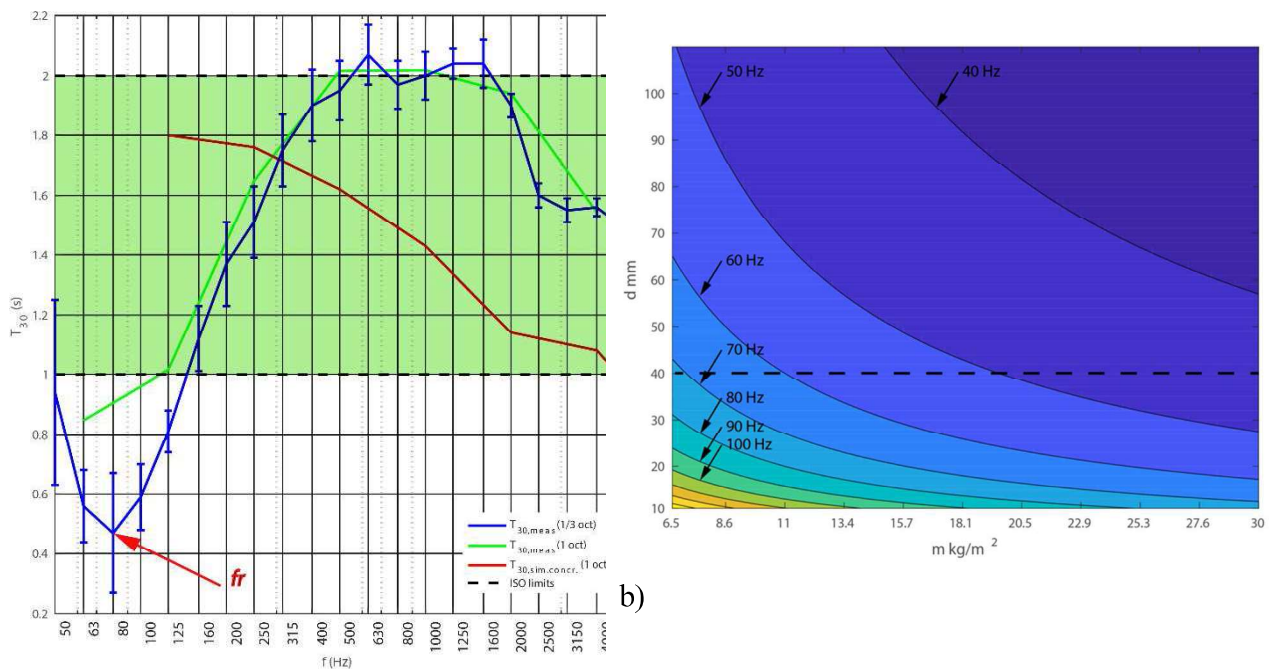 2.2
2
1.8
1.6
1.4
1.2
1
0.8
0.6
0.4
0.2
T 30 (s)
fr
T 30,meas (1/3 oct)
T 30,meas (1 oct)
T 30,sim.concr. (1 oct)
ISO limits
50 63 80 100 125 160 200 250 315 400 500 630 800 1000 1250 1600 2000 2500 3150
f (Hz)
b)
50 Hz
40 Hz
60 Hz
70 Hz
80 Hz
90 Hz
100 Hz
100
90
80
70
60
50
40
30
20
10
d mm
6.5 8.6 11 13.4 15.7 18.1 20.5 22.9 25.3 27.6 30
m kg/m 2